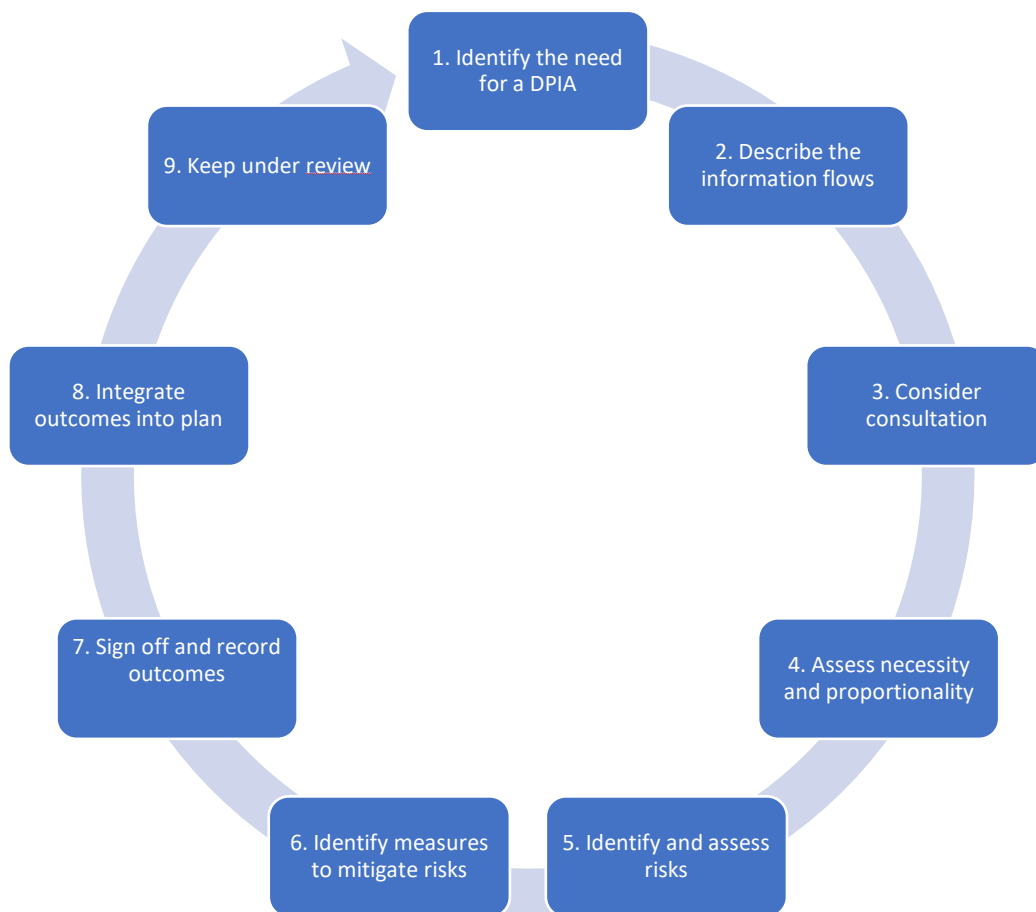 1. Identify the need
for a DPIA
2. Describe the
information flows
3. Consider
consultation
4. Assess necessity
and proportionality
5. Identify and assess
risks
6. Identify measures
to mitigate risks
7. Sign off and record
outcomes
8. Integrate
outcomes into plan
9. Keep under review